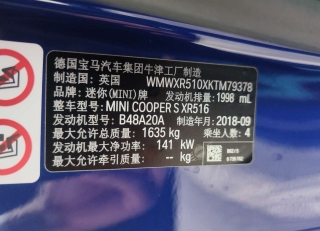 德国宝马汽车集团牛津工厂制造
制造国：英国 WMWXR510XKTM79378
品牌：迷你(MINI)牌 发动机排量：1998 mL
整车型号：MINI COOPER S XR516
发动机型号：B48A20A 制造年月：2018-09
最大允许总质量：1635 kg 乘坐人数：4
发动机最大净功率：141 kW
最大允许牵引质量：-- kg